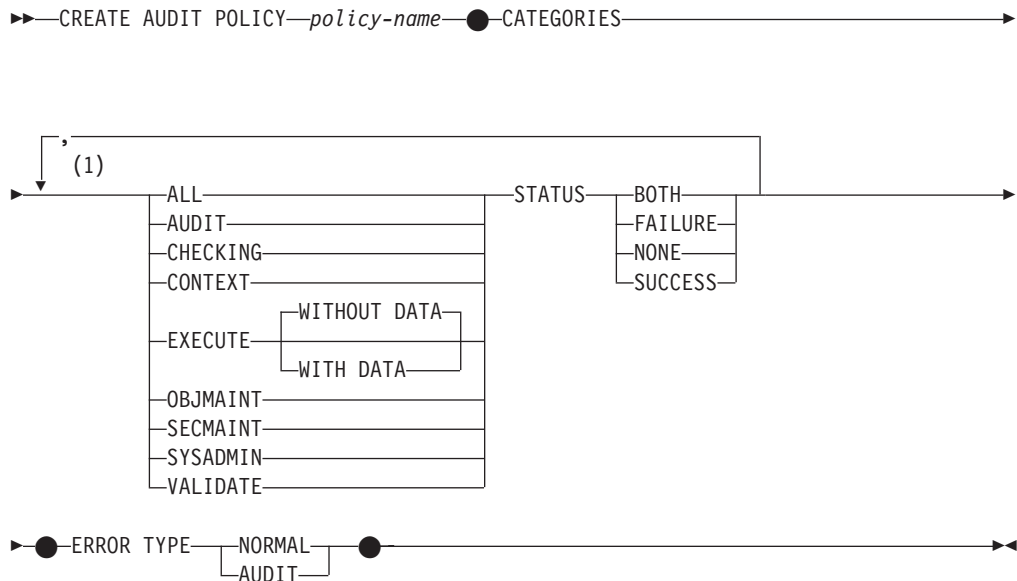 CREATE AUDIT POLICY policy-name CATEGORIES
,
(1)
ALL STATUS BOTH
AUDIT FAILURE
CHECKING NONE
CONTEXT SUCCESS
WITHOUT DATA
EXECUTE
WITH DATA
OBJMAINT
SECMAINT
SYSADMIN
VALIDATE
ERROR TYPE NORMAL
AUDIT